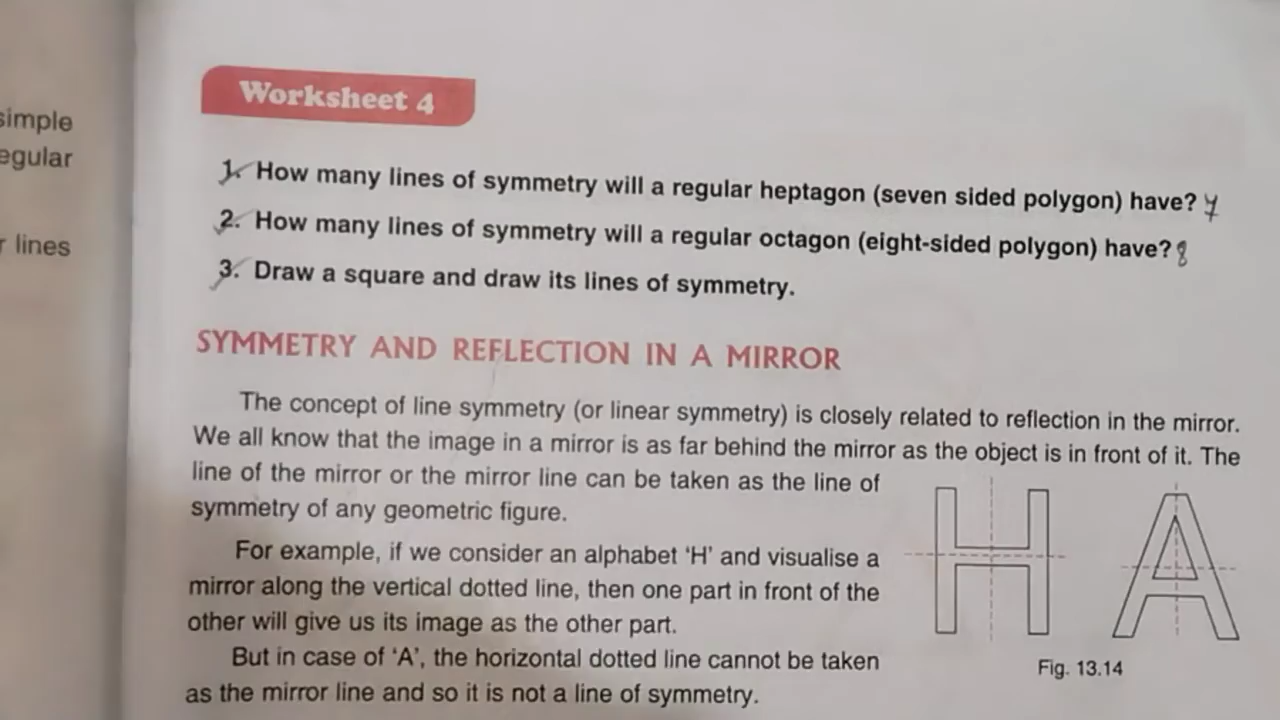 simple
egular
r lines
Worksheet 4
1. How many lines of symmetry will a regular heptagon (seven sided polygon) have? 7
2. How many lines of symmetry will a regular octagon (eight-sided polygon) have? 8
3. Draw a square and draw its lines of symmetry.
SYMMETRY AND REFLECTION IN A MIRROR
The concept of line symmetry (or linear symmetry) is closely related to reflection in the mirror.
We all know that the image in a mirror is as far behind the mirror as the object is in front of it. The
line of the mirror or the mirror line can be taken as the line of
symmetry of any geometric figure.
For example, if we consider an alphabet ‘H’ and visualise a
mirror along the vertical dotted line, then one part in front of the
other will give us its image as the other part.
But in case of ‘A’, the horizontal dotted line cannot be taken
as the mirror line and so it is not a line of symmetry.
H A
Fig. 13.14